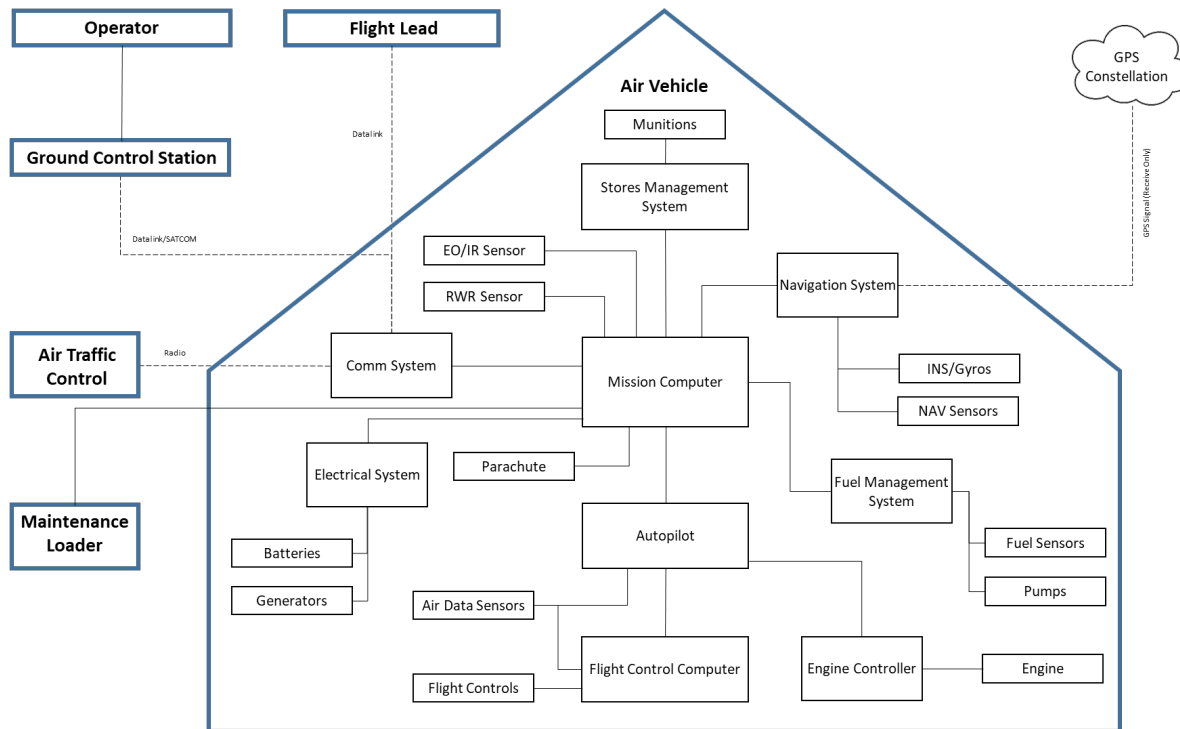 Operator
Flight Lead
GPS
Constellation
Air Vehicle
Munitions
Datalink
Ground Control Station
GPS Signal (Receive Only)
Stores Management
System
Datalink/SATCOM
EO/IR Sensor
Navigation System
RWR Sensor
Air Traffic
Control
Radio
Comm System
Mission Computer
INS/Gyros
NAV Sensors
Electrical System
Parachute
Fuel Management
System
Maintenance
Loader
Autopilot
Fuel Sensors
Batteries
Generators
Air Data Sensors
Pumps
Flight Control Computer
Engine Controller
Engine
Flight Controls